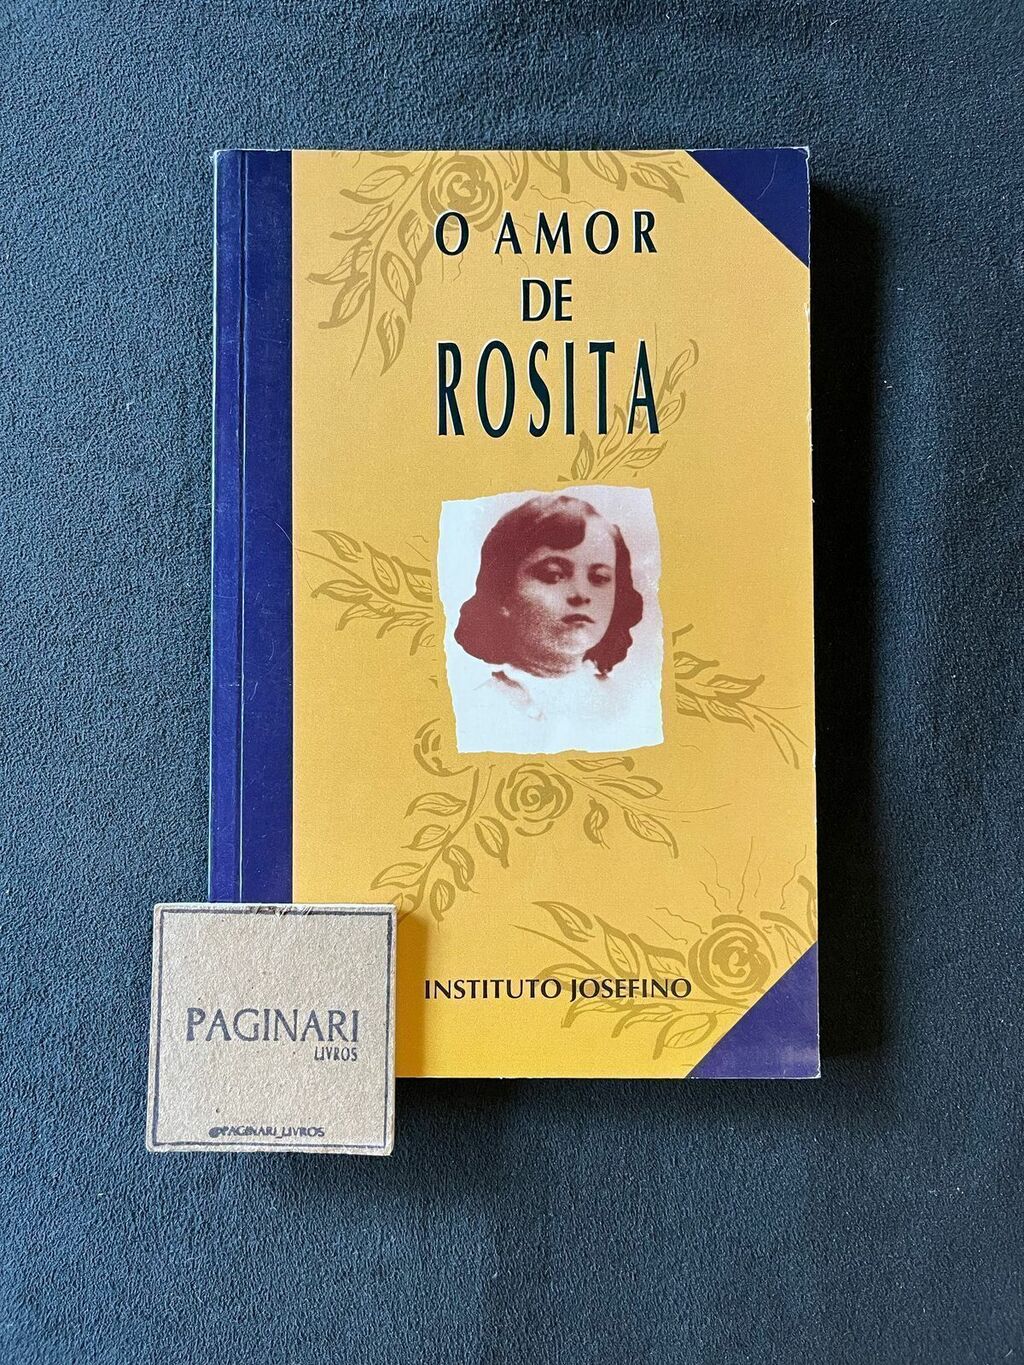 O AMOR
DE
ROSITA
INSTITUTO JOSEFINO
PAGINARI
LIVROS
@PAGINARI_LIVROS